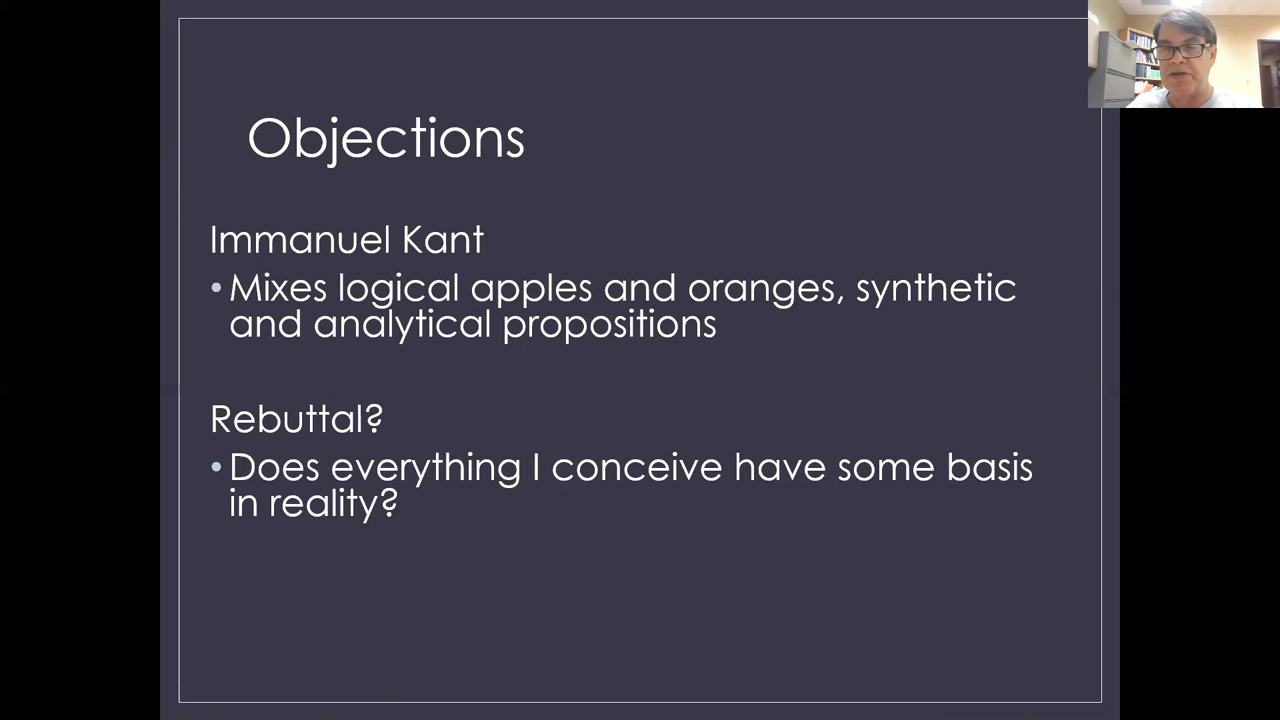 Objections
Immanuel Kant
• Mixes logical apples and oranges, synthetic
and analytical propositions
Rebuttal?
• Does everything I conceive have some basis
in reality?